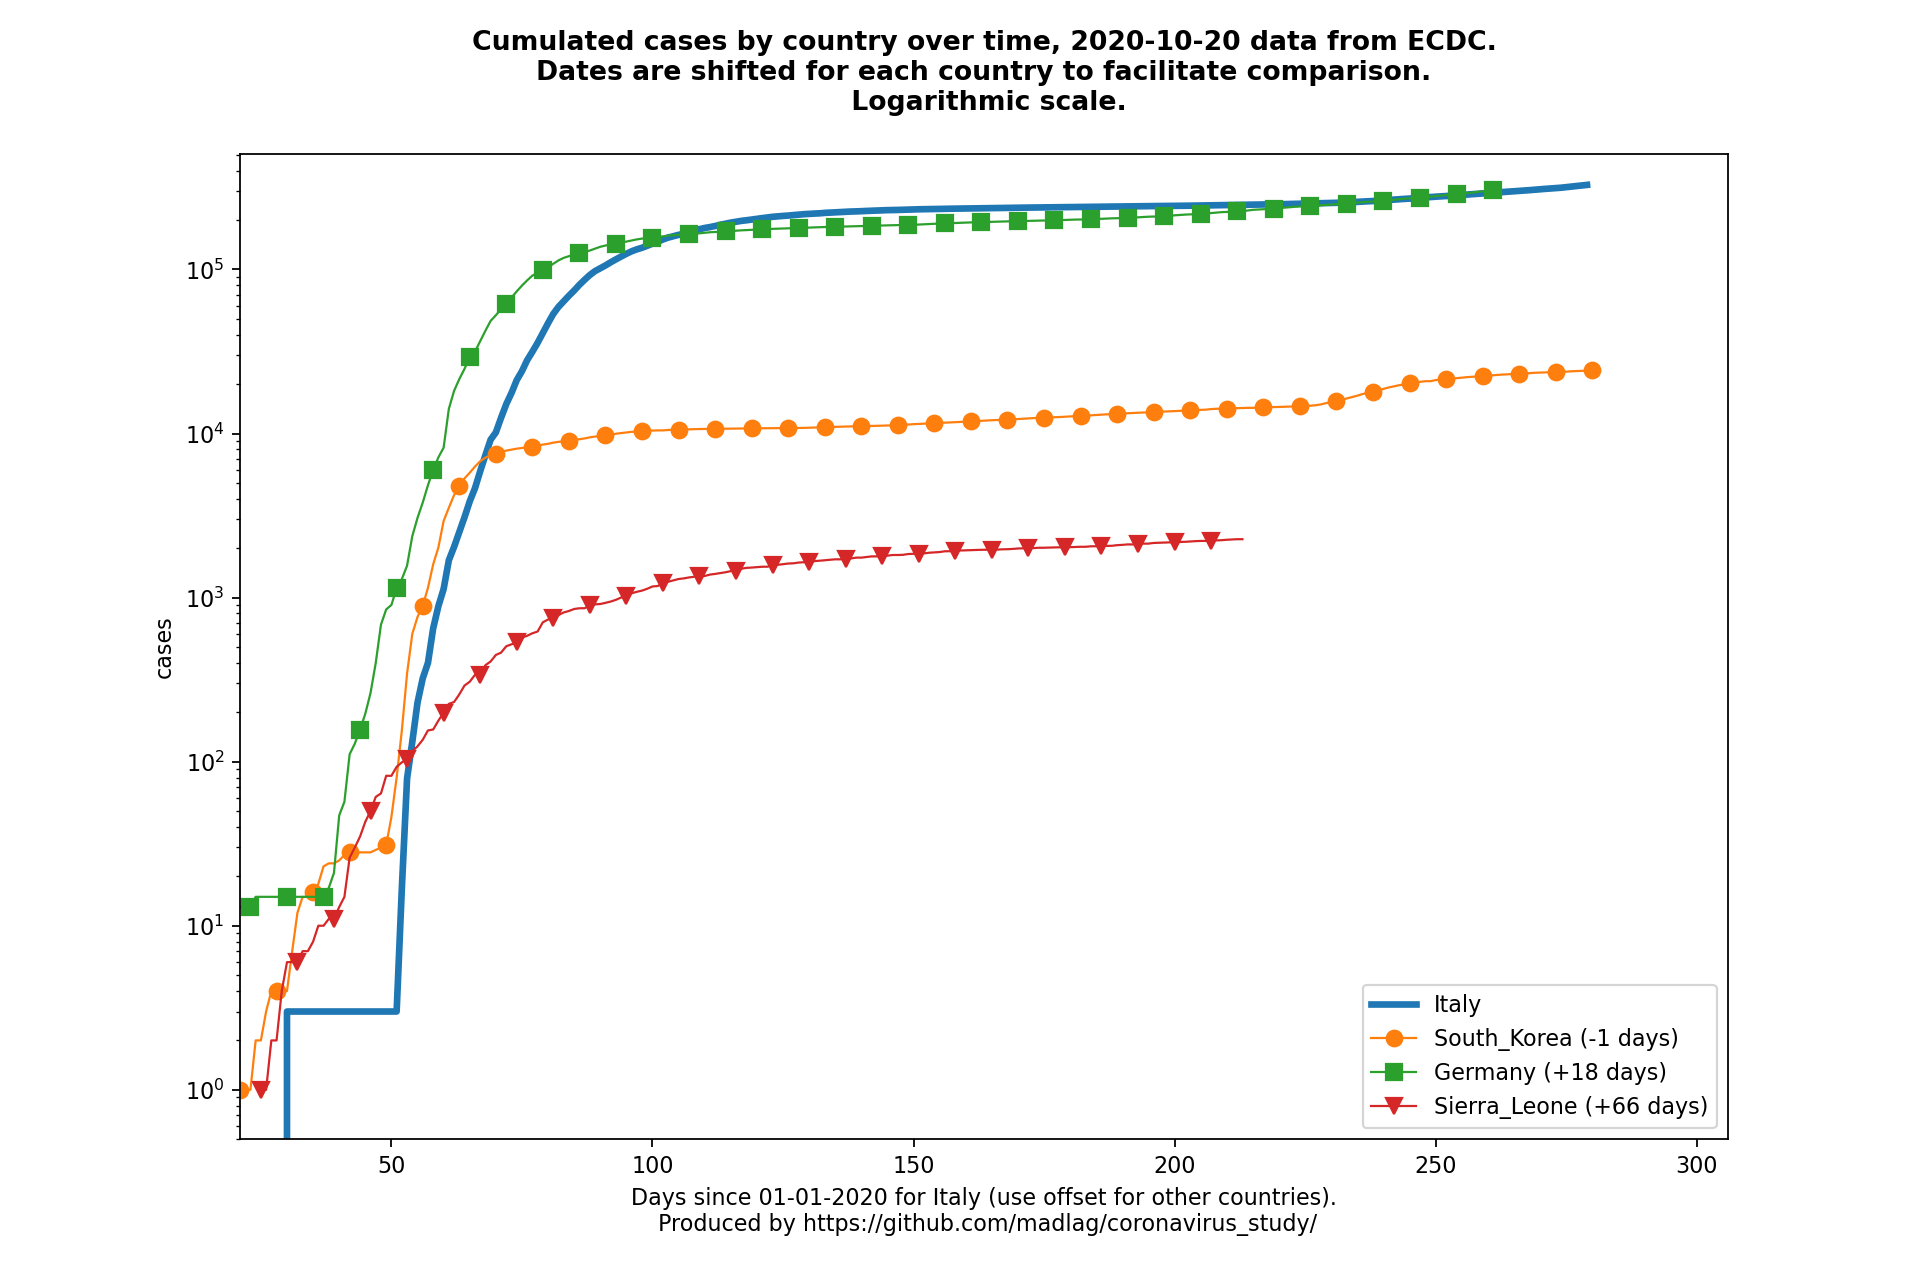 Cumulated cases by country over time, 2020-10-20 data from ECDC.
Dates are shifted for each country to facilitate comparison.
Logarithmic scale.
cases
10^5
10^4
10^3
10^2
10^1
10^0
Italy
South_Korea (-1 days)
Germany (+18 days)
Sierra_Leone (+66 days)
50 100 150 200 250 300
Days since 01-01-2020 for Italy (use offset for other countries).
Produced by https://github.com/madlag/coronavirus_study/